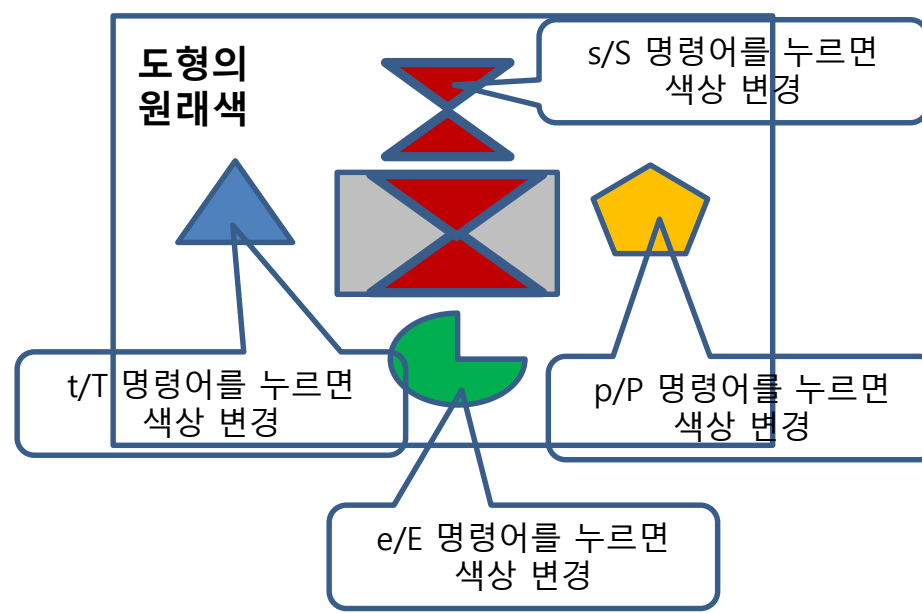 도형의
원래색
s/S 명령어를 누르면
색상 변경
t/T 명령어를 누르면
색상 변경
p/P 명령어를 누르면
색상 변경
e/E 명령어를 누르면
색상 변경